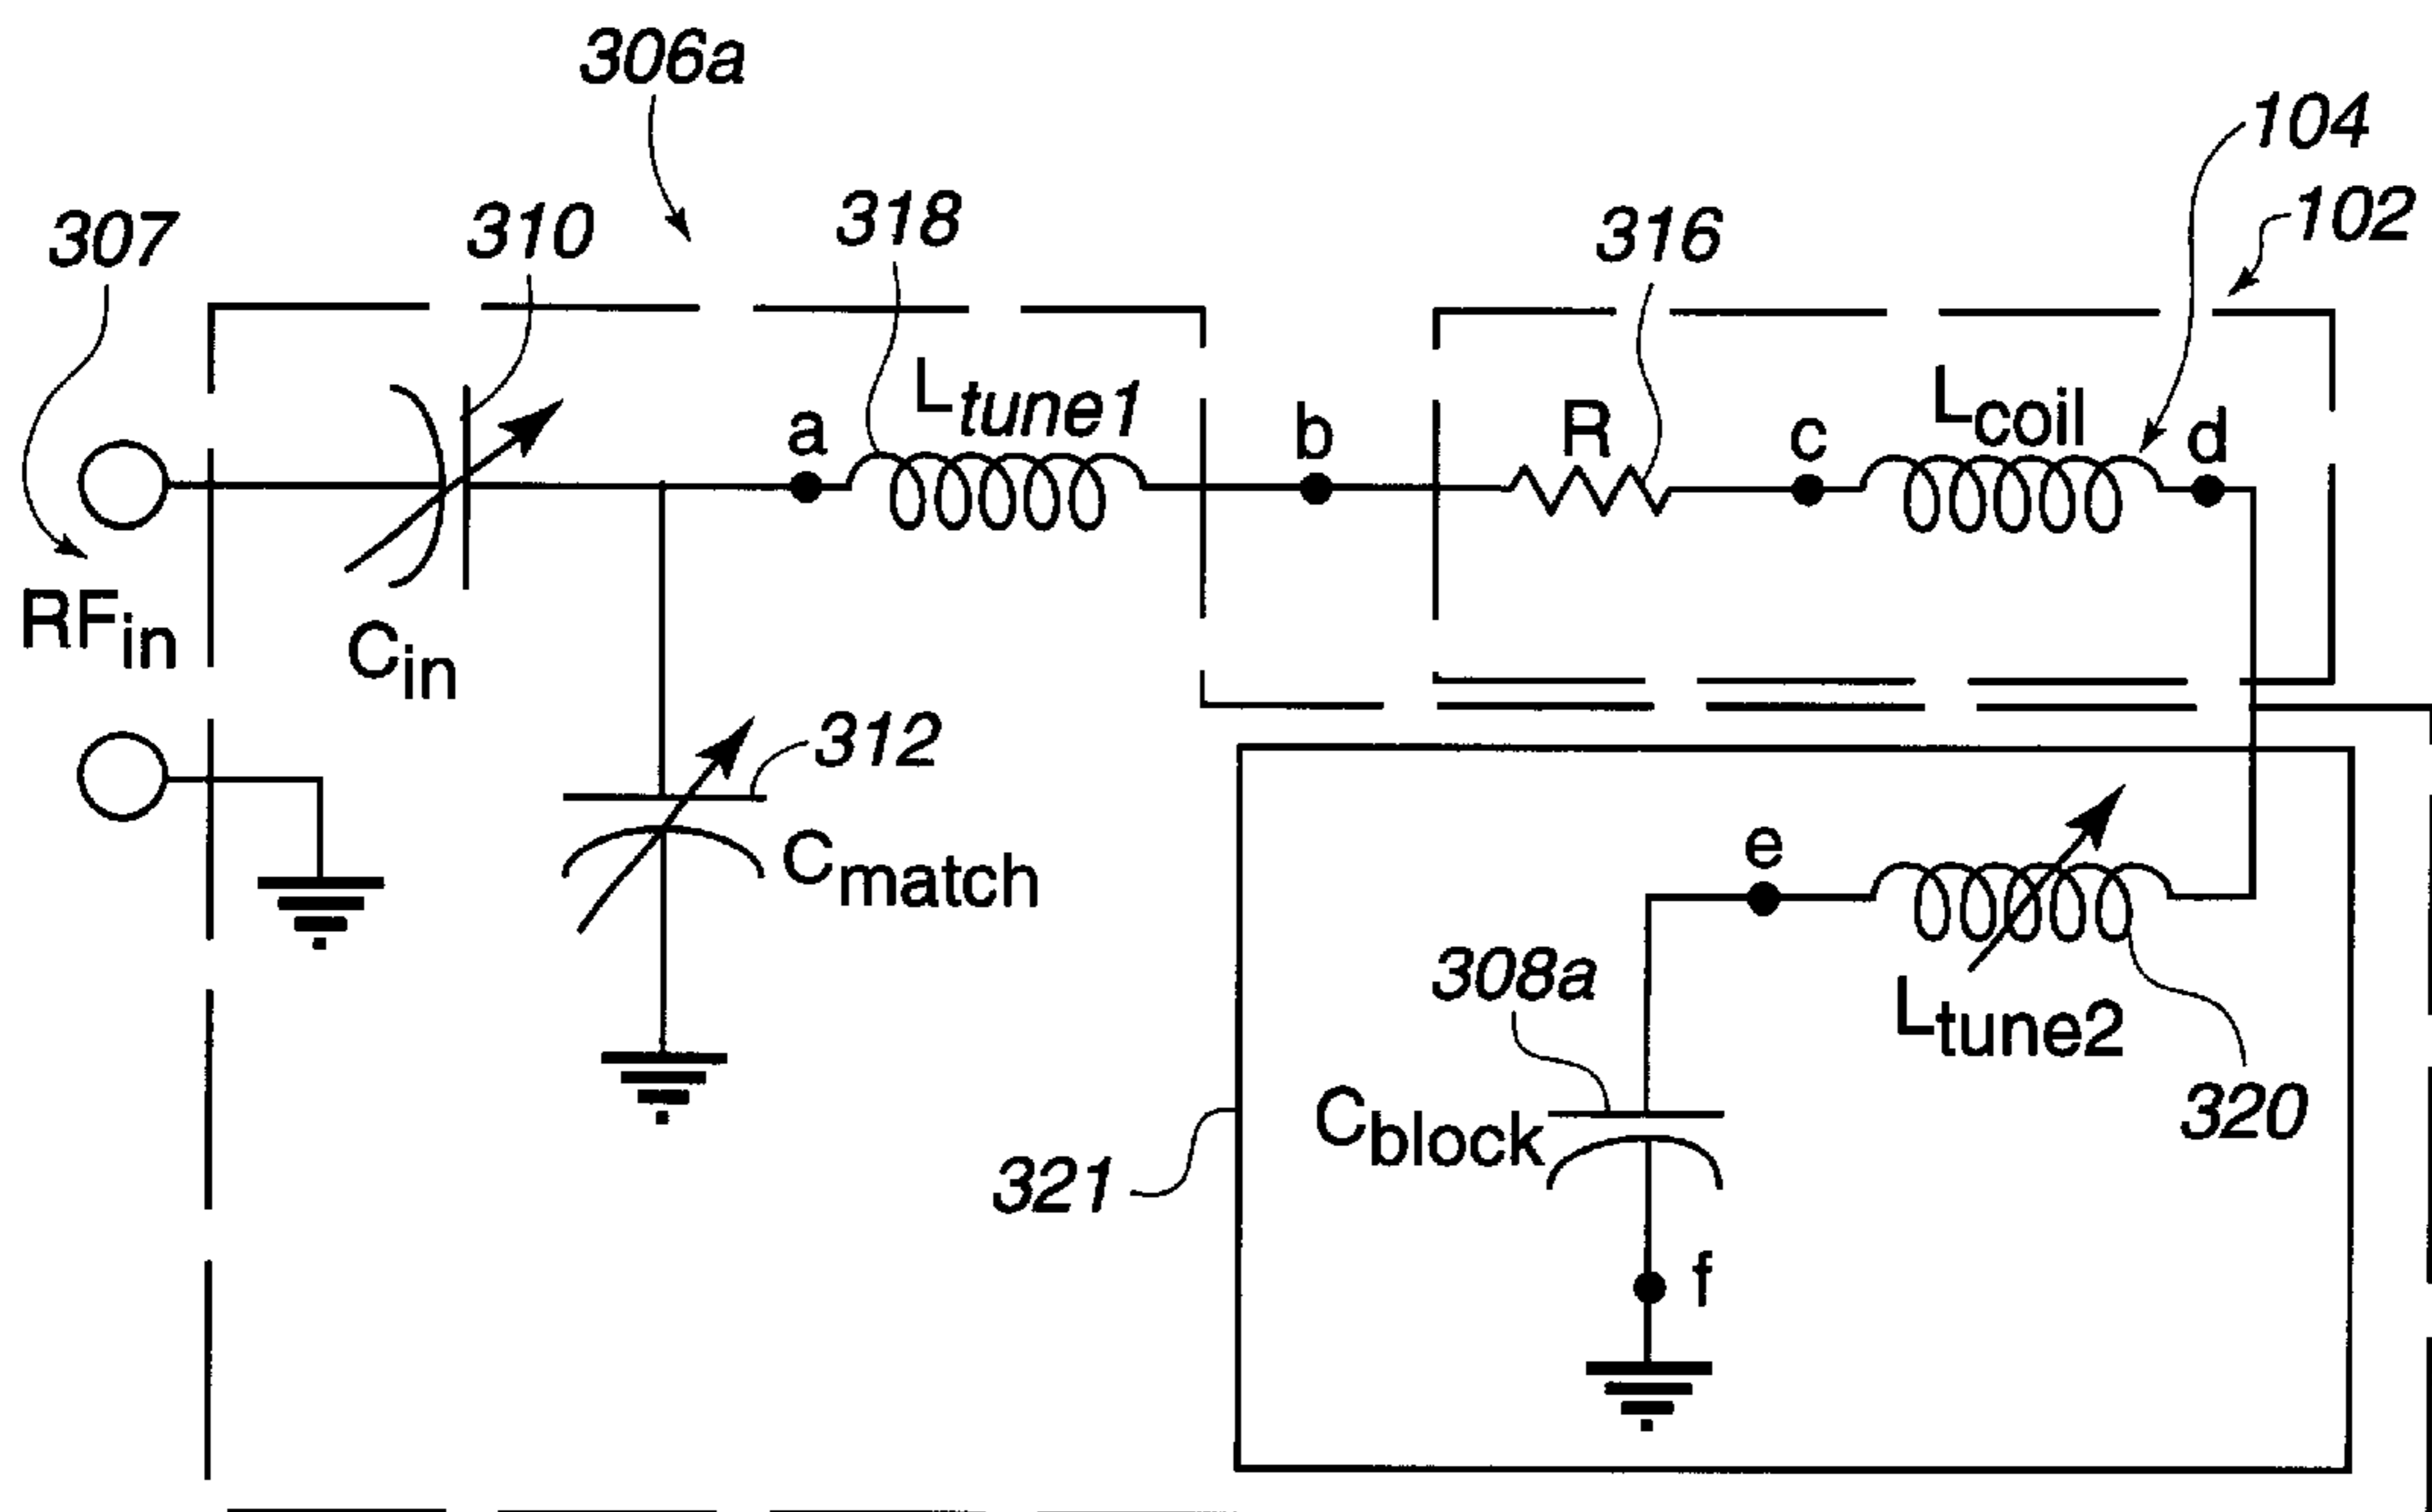 306a
104
102
307
310
318
316
Ltune1
Lcoil
a
b
R
c
d
RFin
Cin
312
Cmatch
e
308a
Ltune2
Cblock
320
321
f